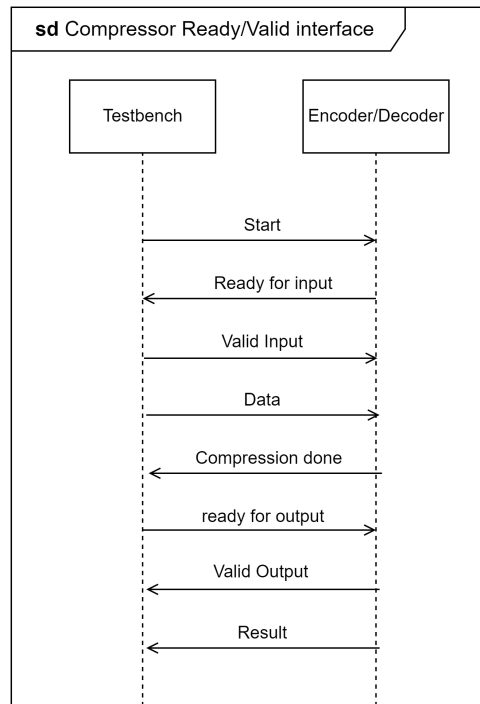 sd Compressor Ready/Valid interface
Testbench
Encoder/Decoder
Start
Ready for input
Valid Input
Data
Compression done
ready for output
Valid Output
Result